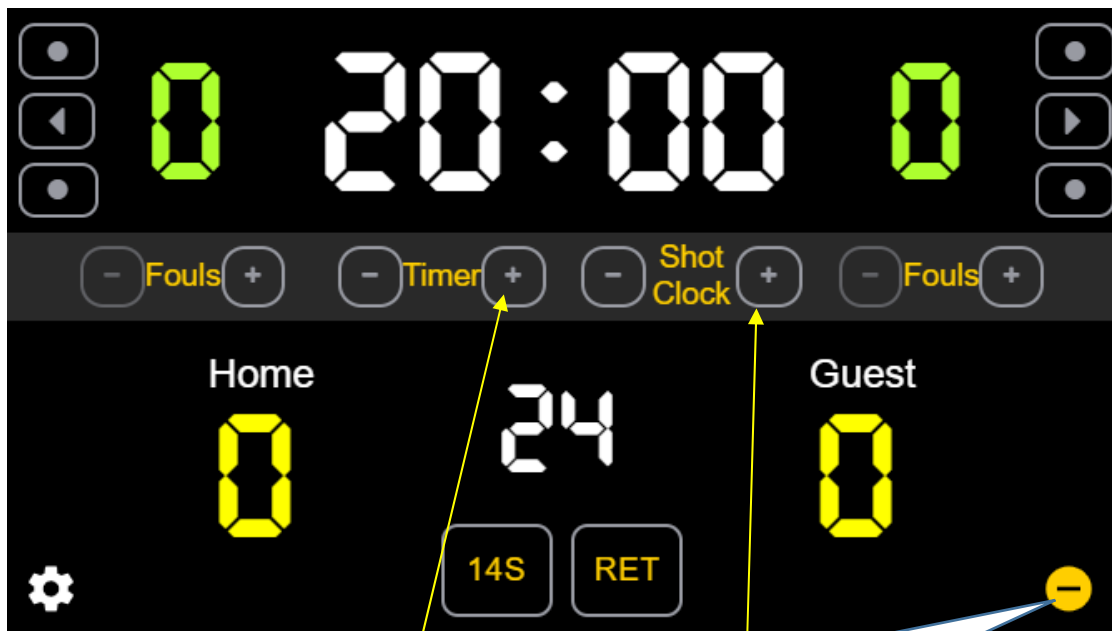 0 20:00 0
- Fouls + - Timer + - Shot Clock + - Fouls +
Home Guest
0 24 0
14S RET